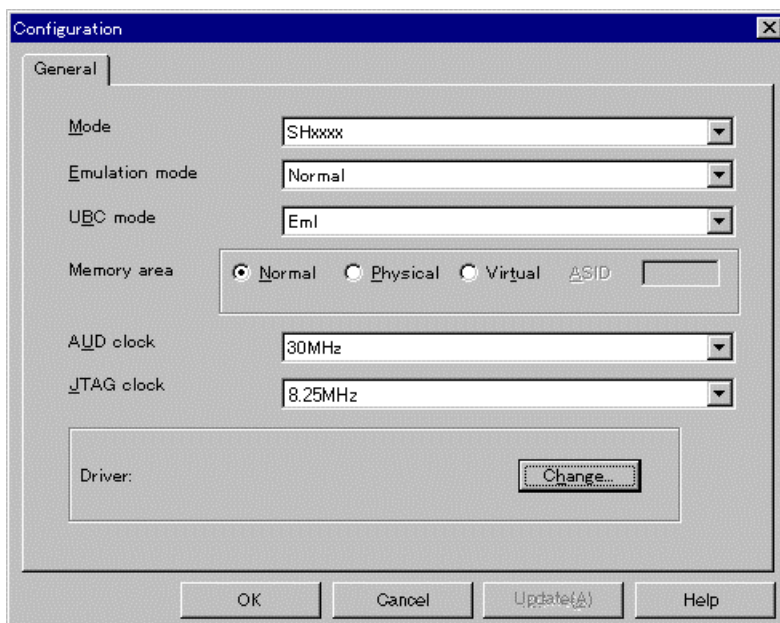 Configuration
General
Mode SHxxxx
Emulation mode Normal
UBC mode Eml
Memory area Normal Physical Virtual ASID
AUD clock 30MHz
JTAG clock 8.25MHz
Driver: Change...
OK Cancel Update(A) Help